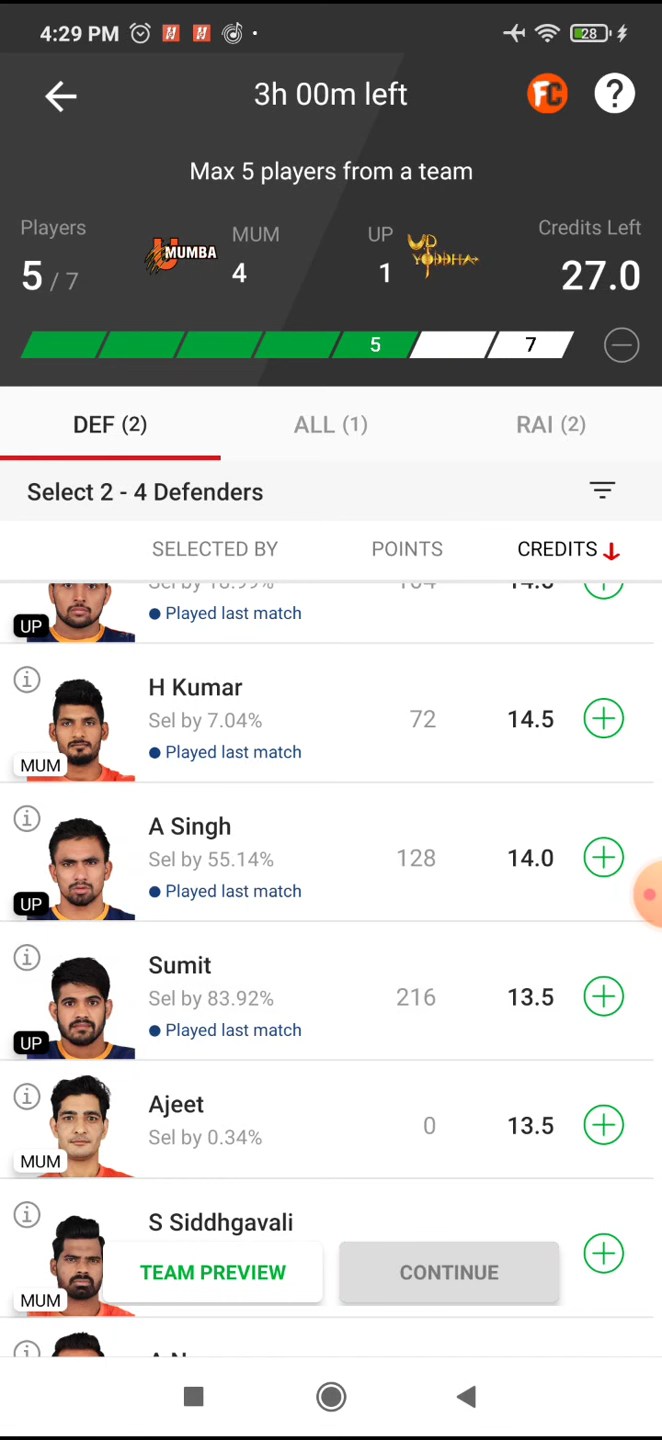 4:29 PM
28
3h 00m left
FC
?
Max 5 players from a team
Players
MUM
UP
Credits Left
5 / 7
U MUMBA
4
1
UP YODDHA
27.0
5
7
DEF (2)
ALL (1)
RAI (2)
Select 2 - 4 Defenders
SELECTED BY
POINTS
CREDITS
UP
Played last match
H Kumar
Sel by 7.04%
72
14.5
MUM
Played last match
A Singh
Sel by 55.14%
128
14.0
UP
Played last match
Sumit
Sel by 83.92%
216
13.5
UP
Played last match
Ajeet
Sel by 0.34%
0
13.5
MUM
S Siddhgavali
TEAM PREVIEW
CONTINUE
MUM